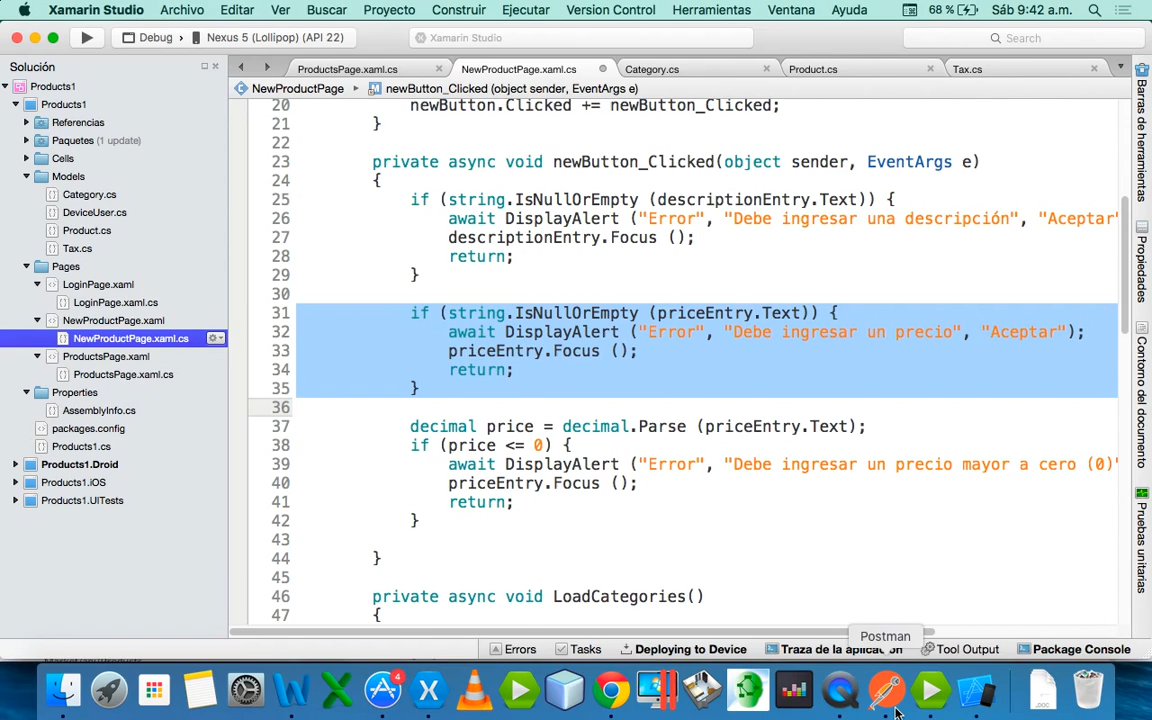 Xamarin Studio Archivo Editar Ver Buscar Proyecto Construir Ejecutar Version Control Herramientas Ventana Ayuda 68 % Sáb 9:42 a.m.
Debug Nexus 5 (Lollipop) (API 22) Xamarin Studio Search
Solución
ProductsPage.xaml.cs NewProductPage.xaml.cs Category.cs Product.cs Tax.cs
NewProductPage newButton_Clicked (object sender, EventArgs e)
Products1
Products1
Referencias
Paquetes (1 update)
Cells
Models
Category.cs
DeviceUser.cs
Product.cs
Tax.cs
Pages
LoginPage.xaml
LoginPage.xaml.cs
NewProductPage.xaml
NewProductPage.xaml.cs
ProductsPage.xaml
ProductsPage.xaml.cs
Properties
AssemblyInfo.cs
packages.config
Products1.cs
Products1.Droid
Products1.iOS
Products1.UITests
20 newButton.Clicked += newButton_Clicked;
21 }
22
23 private async void newButton_Clicked(object sender, EventArgs e)
24 {
25 if (string.IsNullOrEmpty (descriptionEntry.Text)) {
26 await DisplayAlert ("Error", "Debe ingresar una descripción", "Aceptar"
27 descriptionEntry.Focus ();
28 return;
29 }
30
31 if (string.IsNullOrEmpty (priceEntry.Text)) {
32 await DisplayAlert ("Error", "Debe ingresar un precio", "Aceptar");
33 priceEntry.Focus ();
34 return;
35 }
36
37 decimal price = decimal.Parse (priceEntry.Text);
38 if (price <= 0) {
39 await DisplayAlert ("Error", "Debe ingresar un precio mayor a cero (0)"
40 priceEntry.Focus ();
41 return;
42 }
43
44 }
45
46 private async void LoadCategories()
47 {
Barras de herramientas
Propiedades
Contorno del documento
Pruebas unitarias
Postman
Errors Tasks Deploying to Device Traza de la aplicación Tool Output Package Console
4